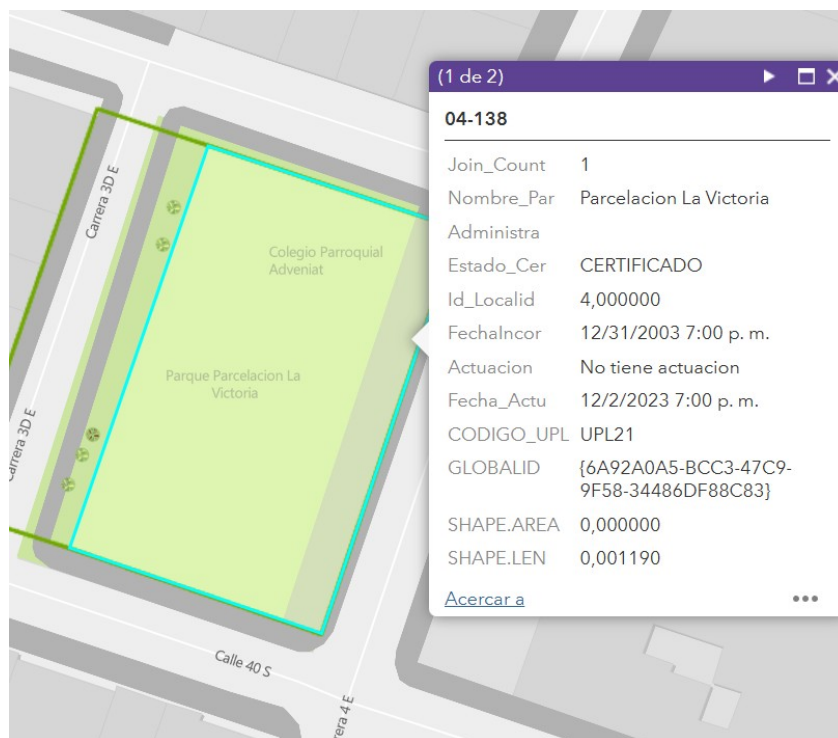 (1 de 2)
04-138
Join_Count 1
Nombre_Par Parcelacion La Victoria
Administra
Estado_Cer CERTIFICADO
Id_Localid 4,000000
FechaIncor 12/31/2003 7:00 p. m.
Actuacion No tiene actuacion
Fecha_Actu 12/2/2023 7:00 p. m.
CODIGO_UPL UPL21
GLOBALID {6A92A0A5-BCC3-47C9-
9F58-34486DF88C83}
SHAPE.AREA 0,000000
SHAPE.LEN 0,001190
Acercar a
Carrera 3D E
Colegio Parroquial
Adveniat
Parque Parcelacion La
Victoria
Carrera 3D E
Calle 40 S
rera 4 E